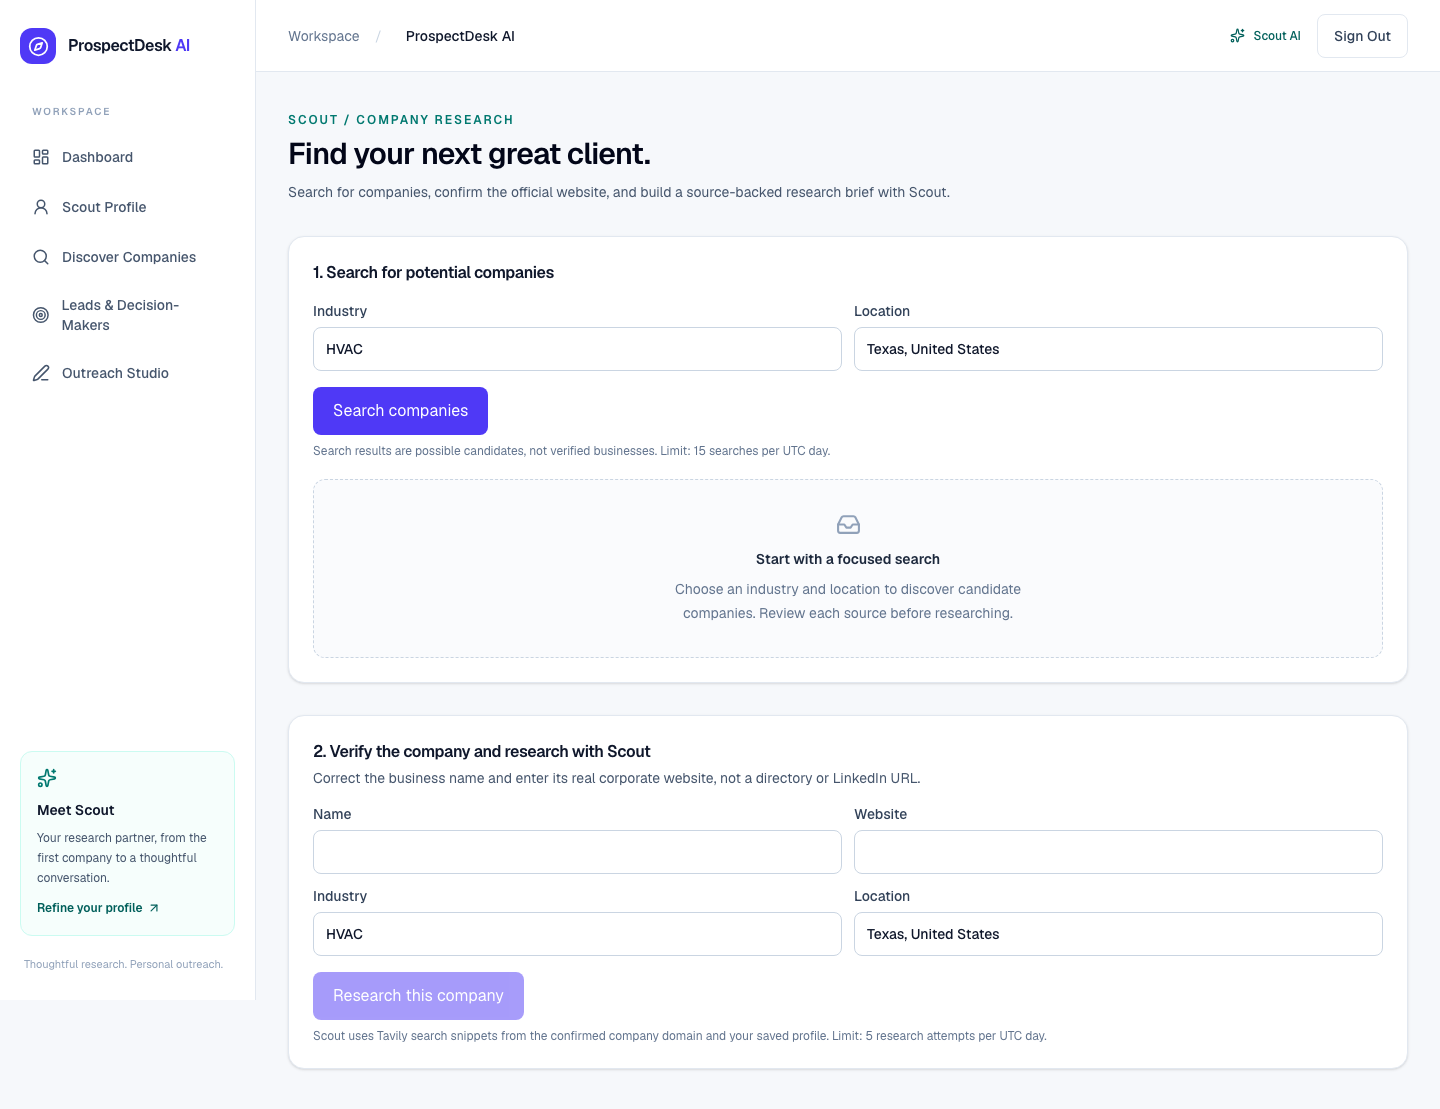 ProspectDesk AI
WORKSPACE
Dashboard
Scout Profile
Discover Companies
Leads & Decision-
Makers
Outreach Studio
Meet Scout
Your research partner, from the
first company to a thoughtful
conversation.
Refine your profile
Thoughtful research. Personal outreach.
Workspace / ProspectDesk AI
Scout AI
Sign Out
SCOUT / COMPANY RESEARCH
Find your next great client.
Search for companies, confirm the official website, and build a source-backed research brief with Scout.
1. Search for potential companies
Industry
Location
HVAC
Texas, United States
Search companies
Search results are possible candidates, not verified businesses. Limit: 15 searches per UTC day.
Start with a focused search
Choose an industry and location to discover candidate
companies. Review each source before researching.
2. Verify the company and research with Scout
Correct the business name and enter its real corporate website, not a directory or LinkedIn URL.
Name
Website
Industry
Location
HVAC
Texas, United States
Research this company
Scout uses Tavily search snippets from the confirmed company domain and your saved profile. Limit: 5 research attempts per UTC day.